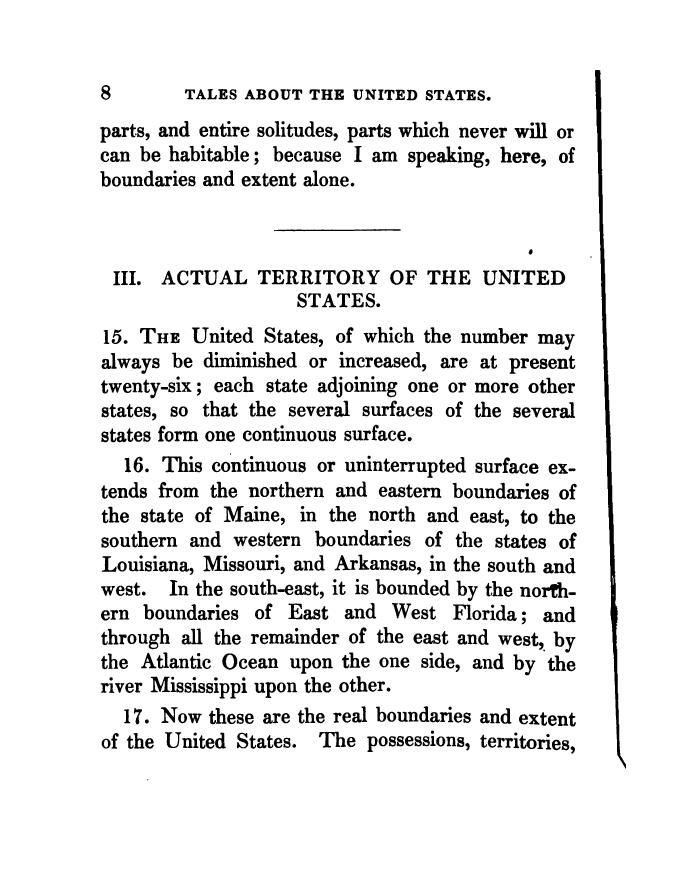 8 TALES ABOUT THE UNITED STATES.
parts, and entire solitudes, parts which never will or
can be habitable; because I am speaking, here, of
boundaries and extent alone.
III. ACTUAL TERRITORY OF THE UNITED
STATES.
15. THE United States, of which the number may
always be diminished or increased, are at present
twenty-six; each state adjoining one or more other
states, so that the several surfaces of the several
states form one continuous surface.
16. This continuous or uninterrupted surface ex-
tends from the northern and eastern boundaries of
the state of Maine, in the north and east, to the
southern and western boundaries of the states of
Louisiana, Missouri, and Arkansas, in the south and
west. In the south-east, it is bounded by the north-
ern boundaries of East and West Florida; and
through all the remainder of the east and west, by
the Atlantic Ocean upon the one side, and by the
river Mississippi upon the other.
17. Now these are the real boundaries and extent
of the United States. The possessions, territories,